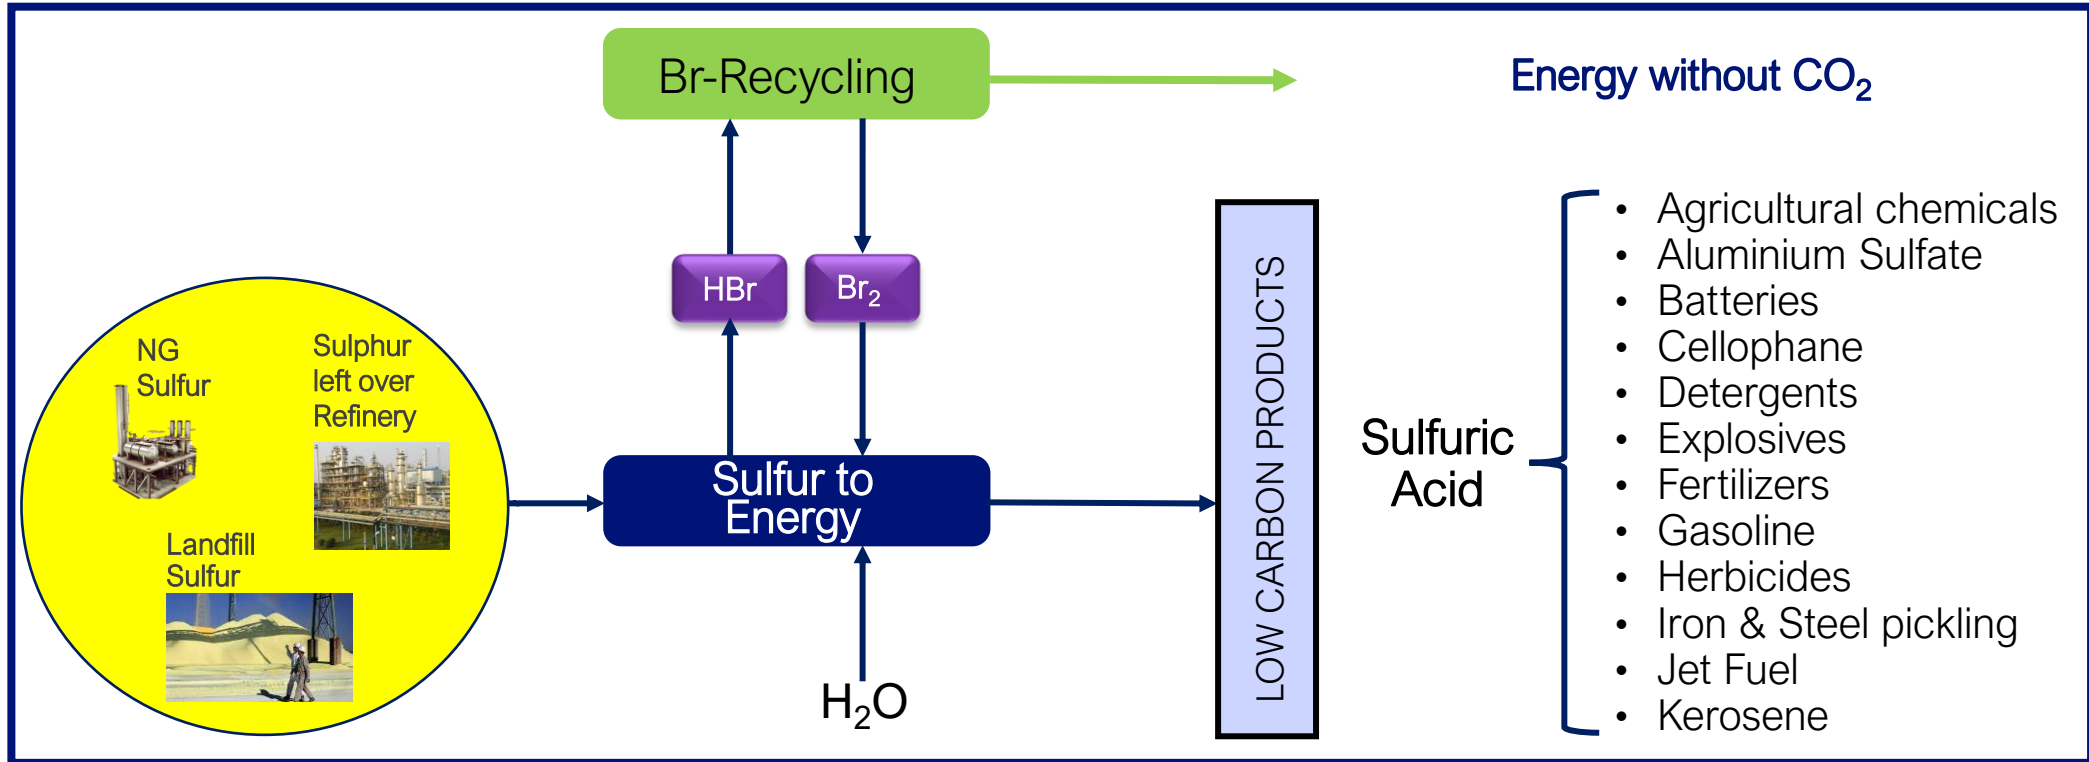 Br-Recycling
Energy without CO₂
HBr
Br₂
NG
Sulfur
Sulphur
left over
Refinery
Landfill
Sulfur
Sulfur to
Energy
H₂O
LOW CARBON PRODUCTS
Sulfuric
Acid
• Agricultural chemicals
• Aluminium Sulfate
• Batteries
• Cellophane
• Detergents
• Explosives
• Fertilizers
• Gasoline
• Herbicides
• Iron & Steel pickling
• Jet Fuel
• Kerosene